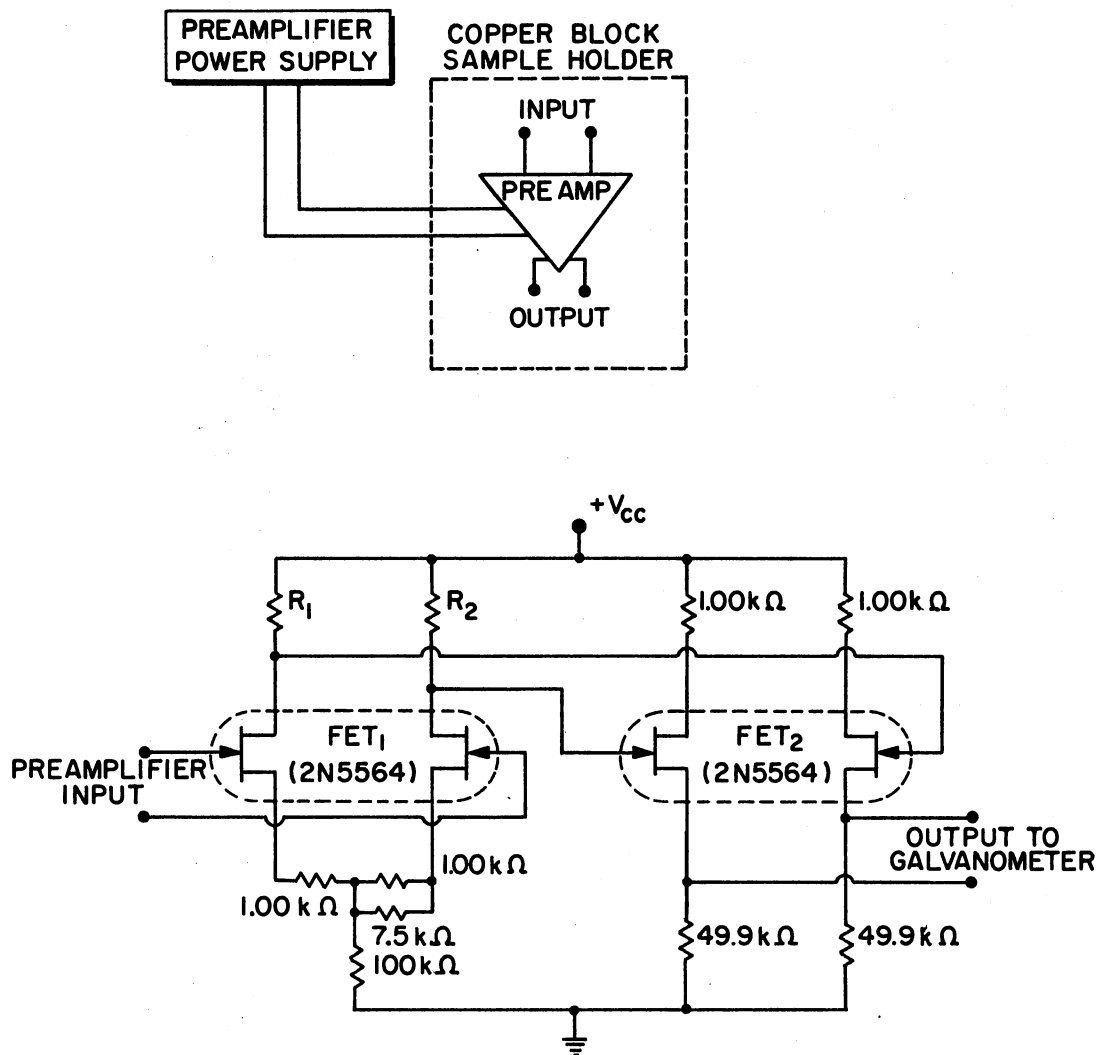 PREAMPLIFIER
POWER SUPPLY
COPPER BLOCK
SAMPLE HOLDER
INPUT
PRE AMP
OUTPUT
+VCC
R1
R2
1.00kΩ
1.00kΩ
FET1
(2N5564)
FET2
(2N5564)
PREAMPLIFIER
INPUT
OUTPUT TO
GALVANOMETER
1.00kΩ
1.00kΩ
7.5kΩ
100kΩ
49.9kΩ
49.9kΩ